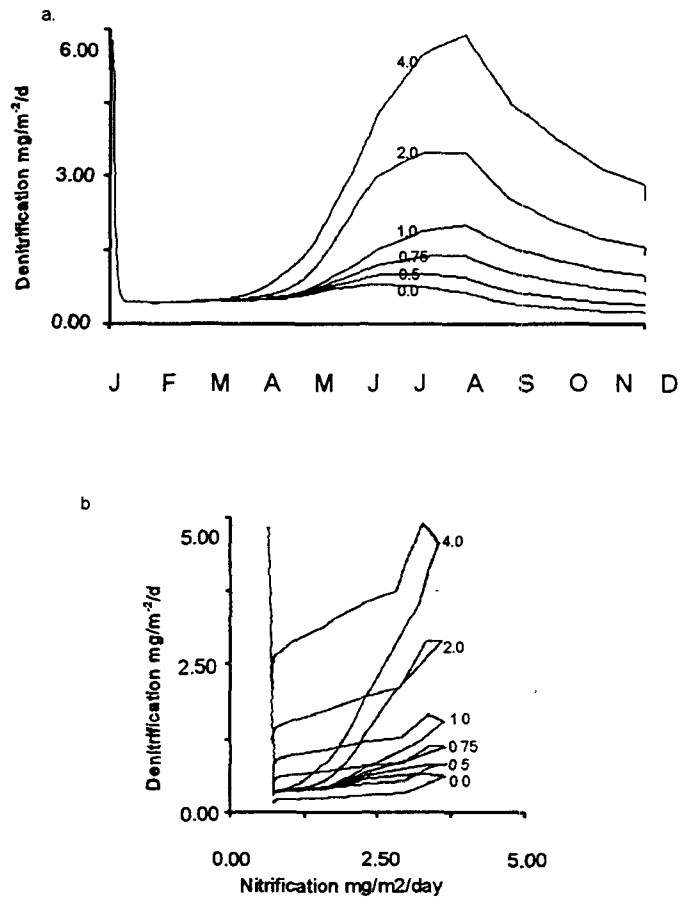 a.
6.00
3.00
0.00
Denitrification mg/m⁻²/d
4.0
2.0
1.0
0.75
0.5
0.0
J F M A M J J A S O N D
b
5.00
2.50
0.00
Denitrification mg/m⁻²/d
4.0
2.0
1 0
0 75
0 5
0 0
0.00 2.50 5.00
Nitrification mg/m2/day